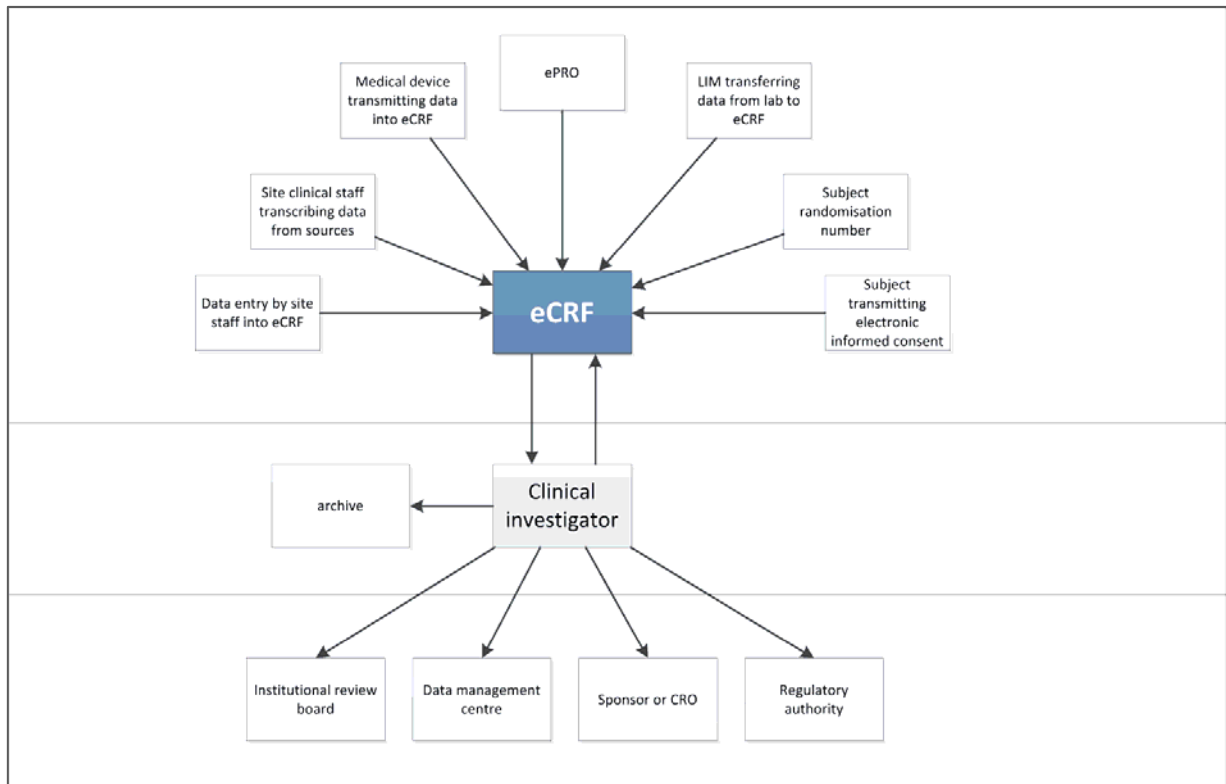 ePRO
Medical device
transmitting data
into eCRF
LIM transferring
data from lab to
eCRF
Site clinical staff
transcribing data
from sources
Subject
randomisation
number
Data entry by site
staff into eCRF
eCRF
Subject
transmitting
electronic
informed consent
archive
Clinical
investigator
Institutional review
board
Data management
centre
Sponsor or CRO
Regulatory
authority